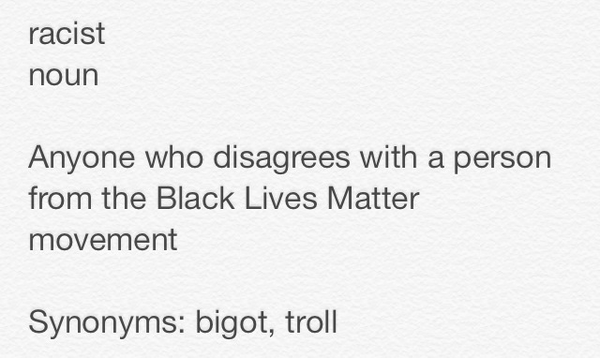 racist
noun
Anyone who disagrees with a person
from the Black Lives Matter
movement
Synonyms: bigot, troll